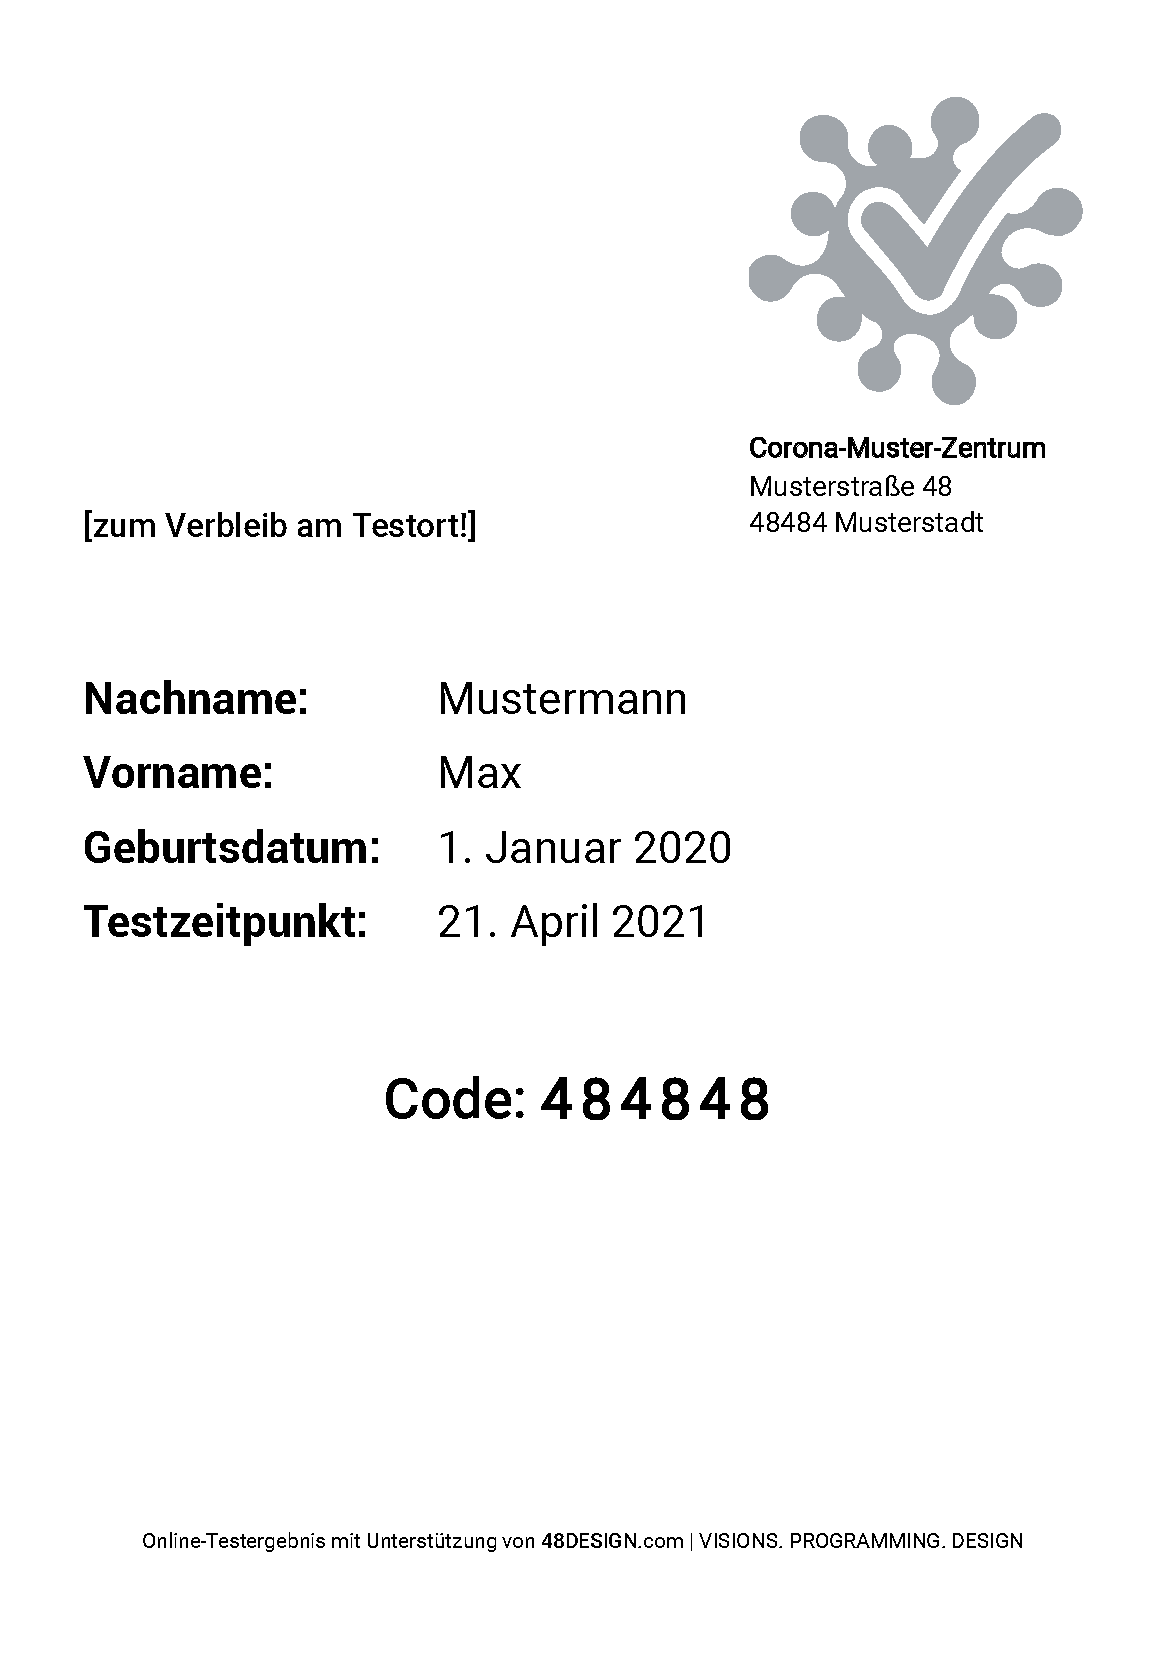 Corona-Muster-Zentrum
Musterstraße 48
48484 Musterstadt
[zum Verbleib am Testort!]
Nachname: Mustermann
Vorname: Max
Geburtsdatum: 1. Januar 2020
Testzeitpunkt: 21. April 2021
Code: 484848
Online-Testergebnis mit Unterstützung von 48DESIGN.com | VISIONS. PROGRAMMING. DESIGN